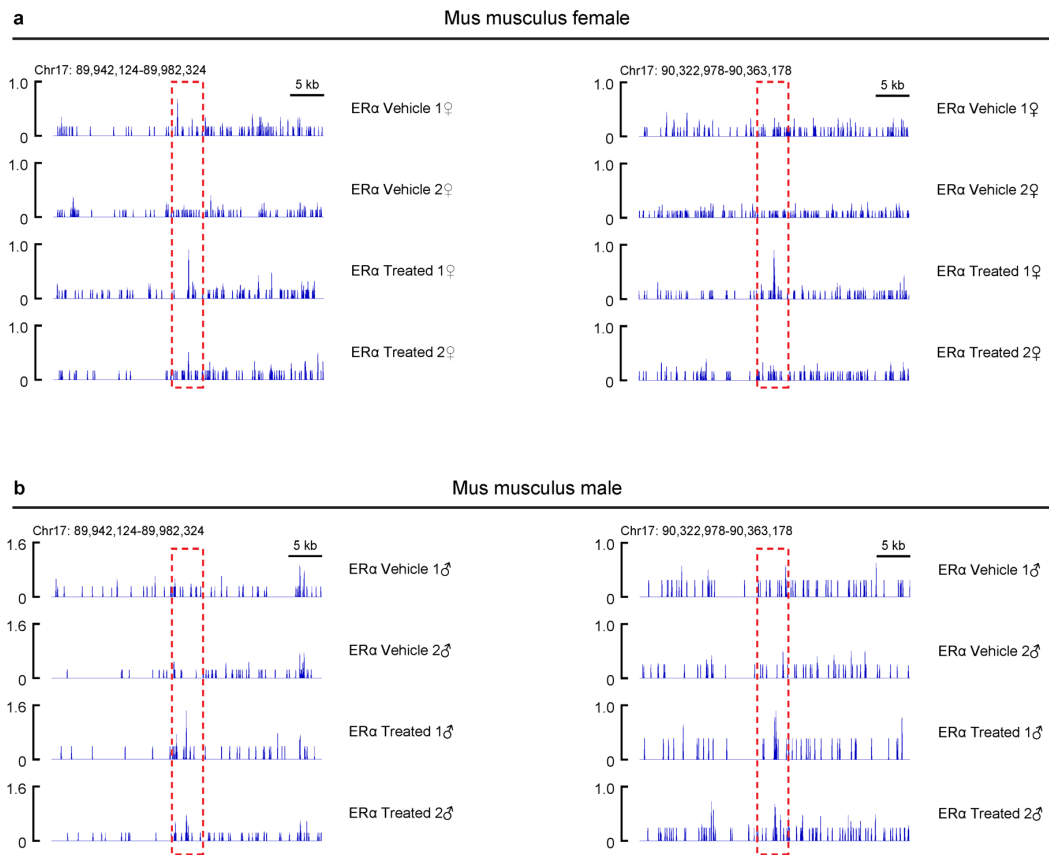 a
Mus musculus female
Chr17: 89,942,124-89,982,324
5 kb
1.0
0
ERα Vehicle 1♀
1.0
0
ERα Vehicle 2♀
1.0
0
ERα Treated 1♀
1.0
0
ERα Treated 2♀
Chr17: 90,322,978-90,363,178
5 kb
1.0
0
ERα Vehicle 1♀
1.0
0
ERα Vehicle 2♀
1.0
0
ERα Treated 1♀
1.0
0
ERα Treated 2♀
b
Mus musculus male
Chr17: 89,942,124-89,982,324
5 kb
1.6
0
ERα Vehicle 1♂
1.6
0
ERα Vehicle 2♂
1.6
0
ERα Treated 1♂
1.6
0
ERα Treated 2♂
Chr17: 90,322,978-90,363,178
5 kb
1.0
0
ERα Vehicle 1♂
1.0
0
ERα Vehicle 2♂
1.0
0
ERα Treated 1♂
1.0
0
ERα Treated 2♂